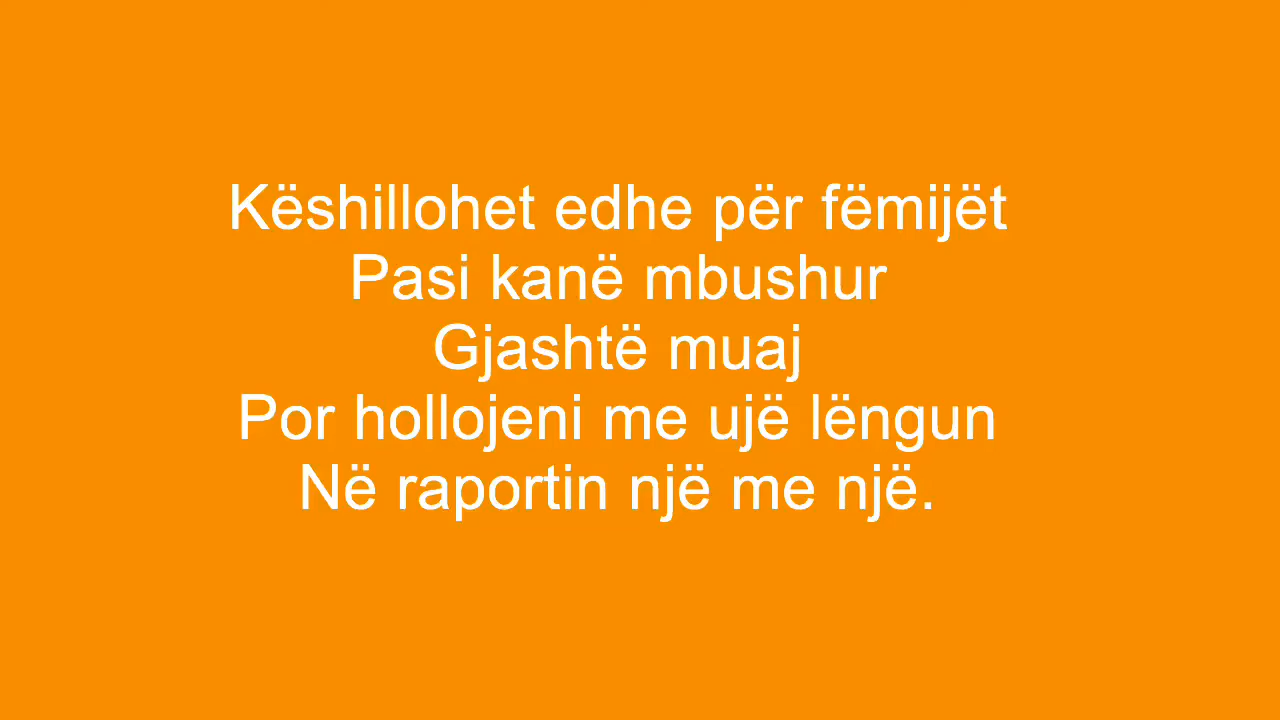 Këshillohet edhe për fëmijët
Pasi kanë mbushur
Gjashtë muaj
Por hollojeni me ujë lëngun
Në raportin një me një.